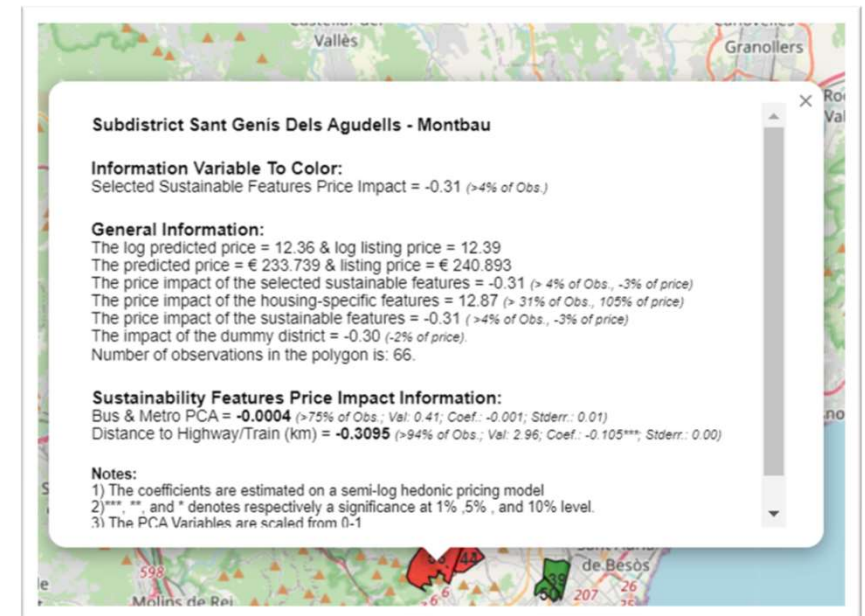 Vallès
Granollers
×
Subdistrict Sant Genis Dels Agudells - Montbau
Information Variable To Color:
Selected Sustainable Features Price Impact = -0.31 (>4% of Obs.)
General Information:
The log predicted price = 12.36 & log listing price = 12.39
The predicted price = € 233.739 & listing price = € 240.893
The price impact of the selected sustainable features = -0.31 (> 4% of Obs., -3% of price)
The price impact of the housing-specific features = 12.87 (> 31% of Obs., 105% of price)
The price impact of the sustainable features = -0.31 ( >4% of Obs., -3% of price)
The impact of the dummy district = -0.30 (-2% of price).
Number of observations in the polygon is: 66.
Sustainability Features Price Impact Information:
Bus & Metro PCA = -0.0004 (>75% of Obs.; Val: 0.41; Coef.: -0.001; Stderr.: 0.01)
Distance to Highway/Train (km) = -0.3095 (>94% of Obs.; Val: 2.96; Coef.: -0.105***; Stderr.: 0.00)
Notes:
1) The coefficients are estimated on a semi-log hedonic pricing model
2)***, **, and * denotes respectively a significance at 1% ,5% , and 10% level.
3) The PCA Variables are scaled from 0-1
44
598
39
de Besòs
Molins de Rei
207
26